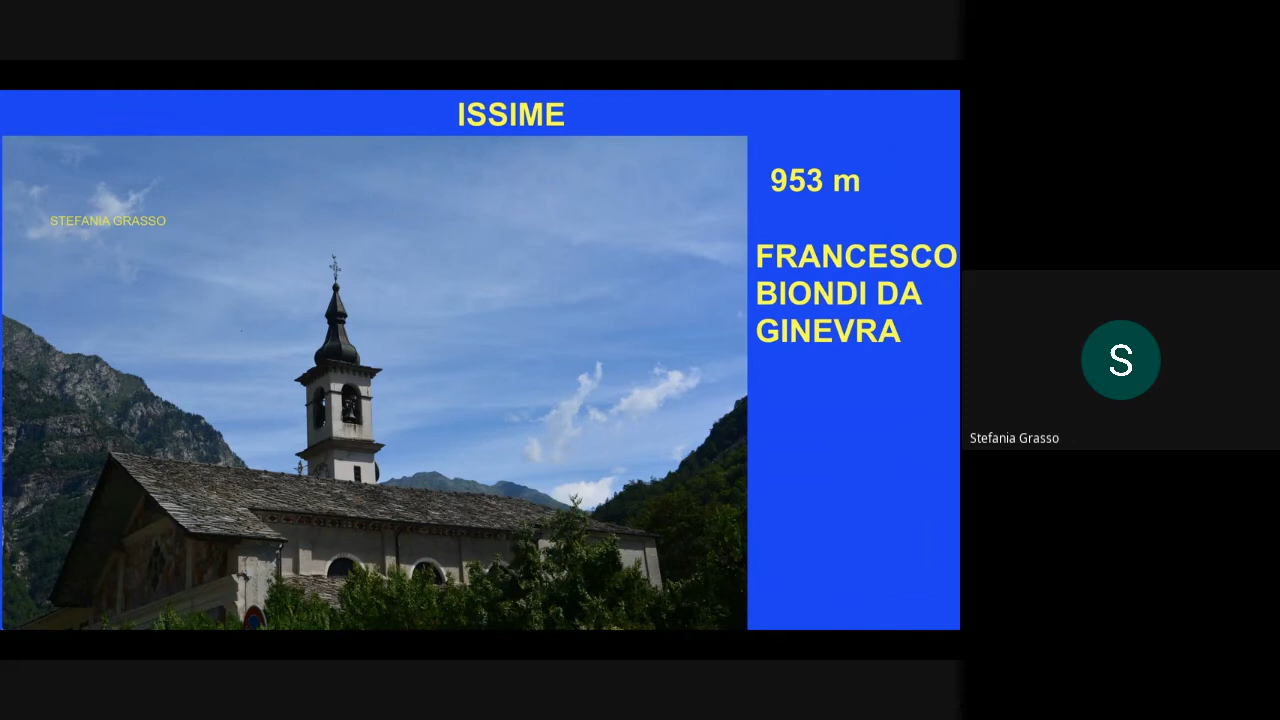 ISSIME
STEFANIA GRASSO
953 m
FRANCESCO
BIONDI DA
GINEVRA
S
Stefania Grasso